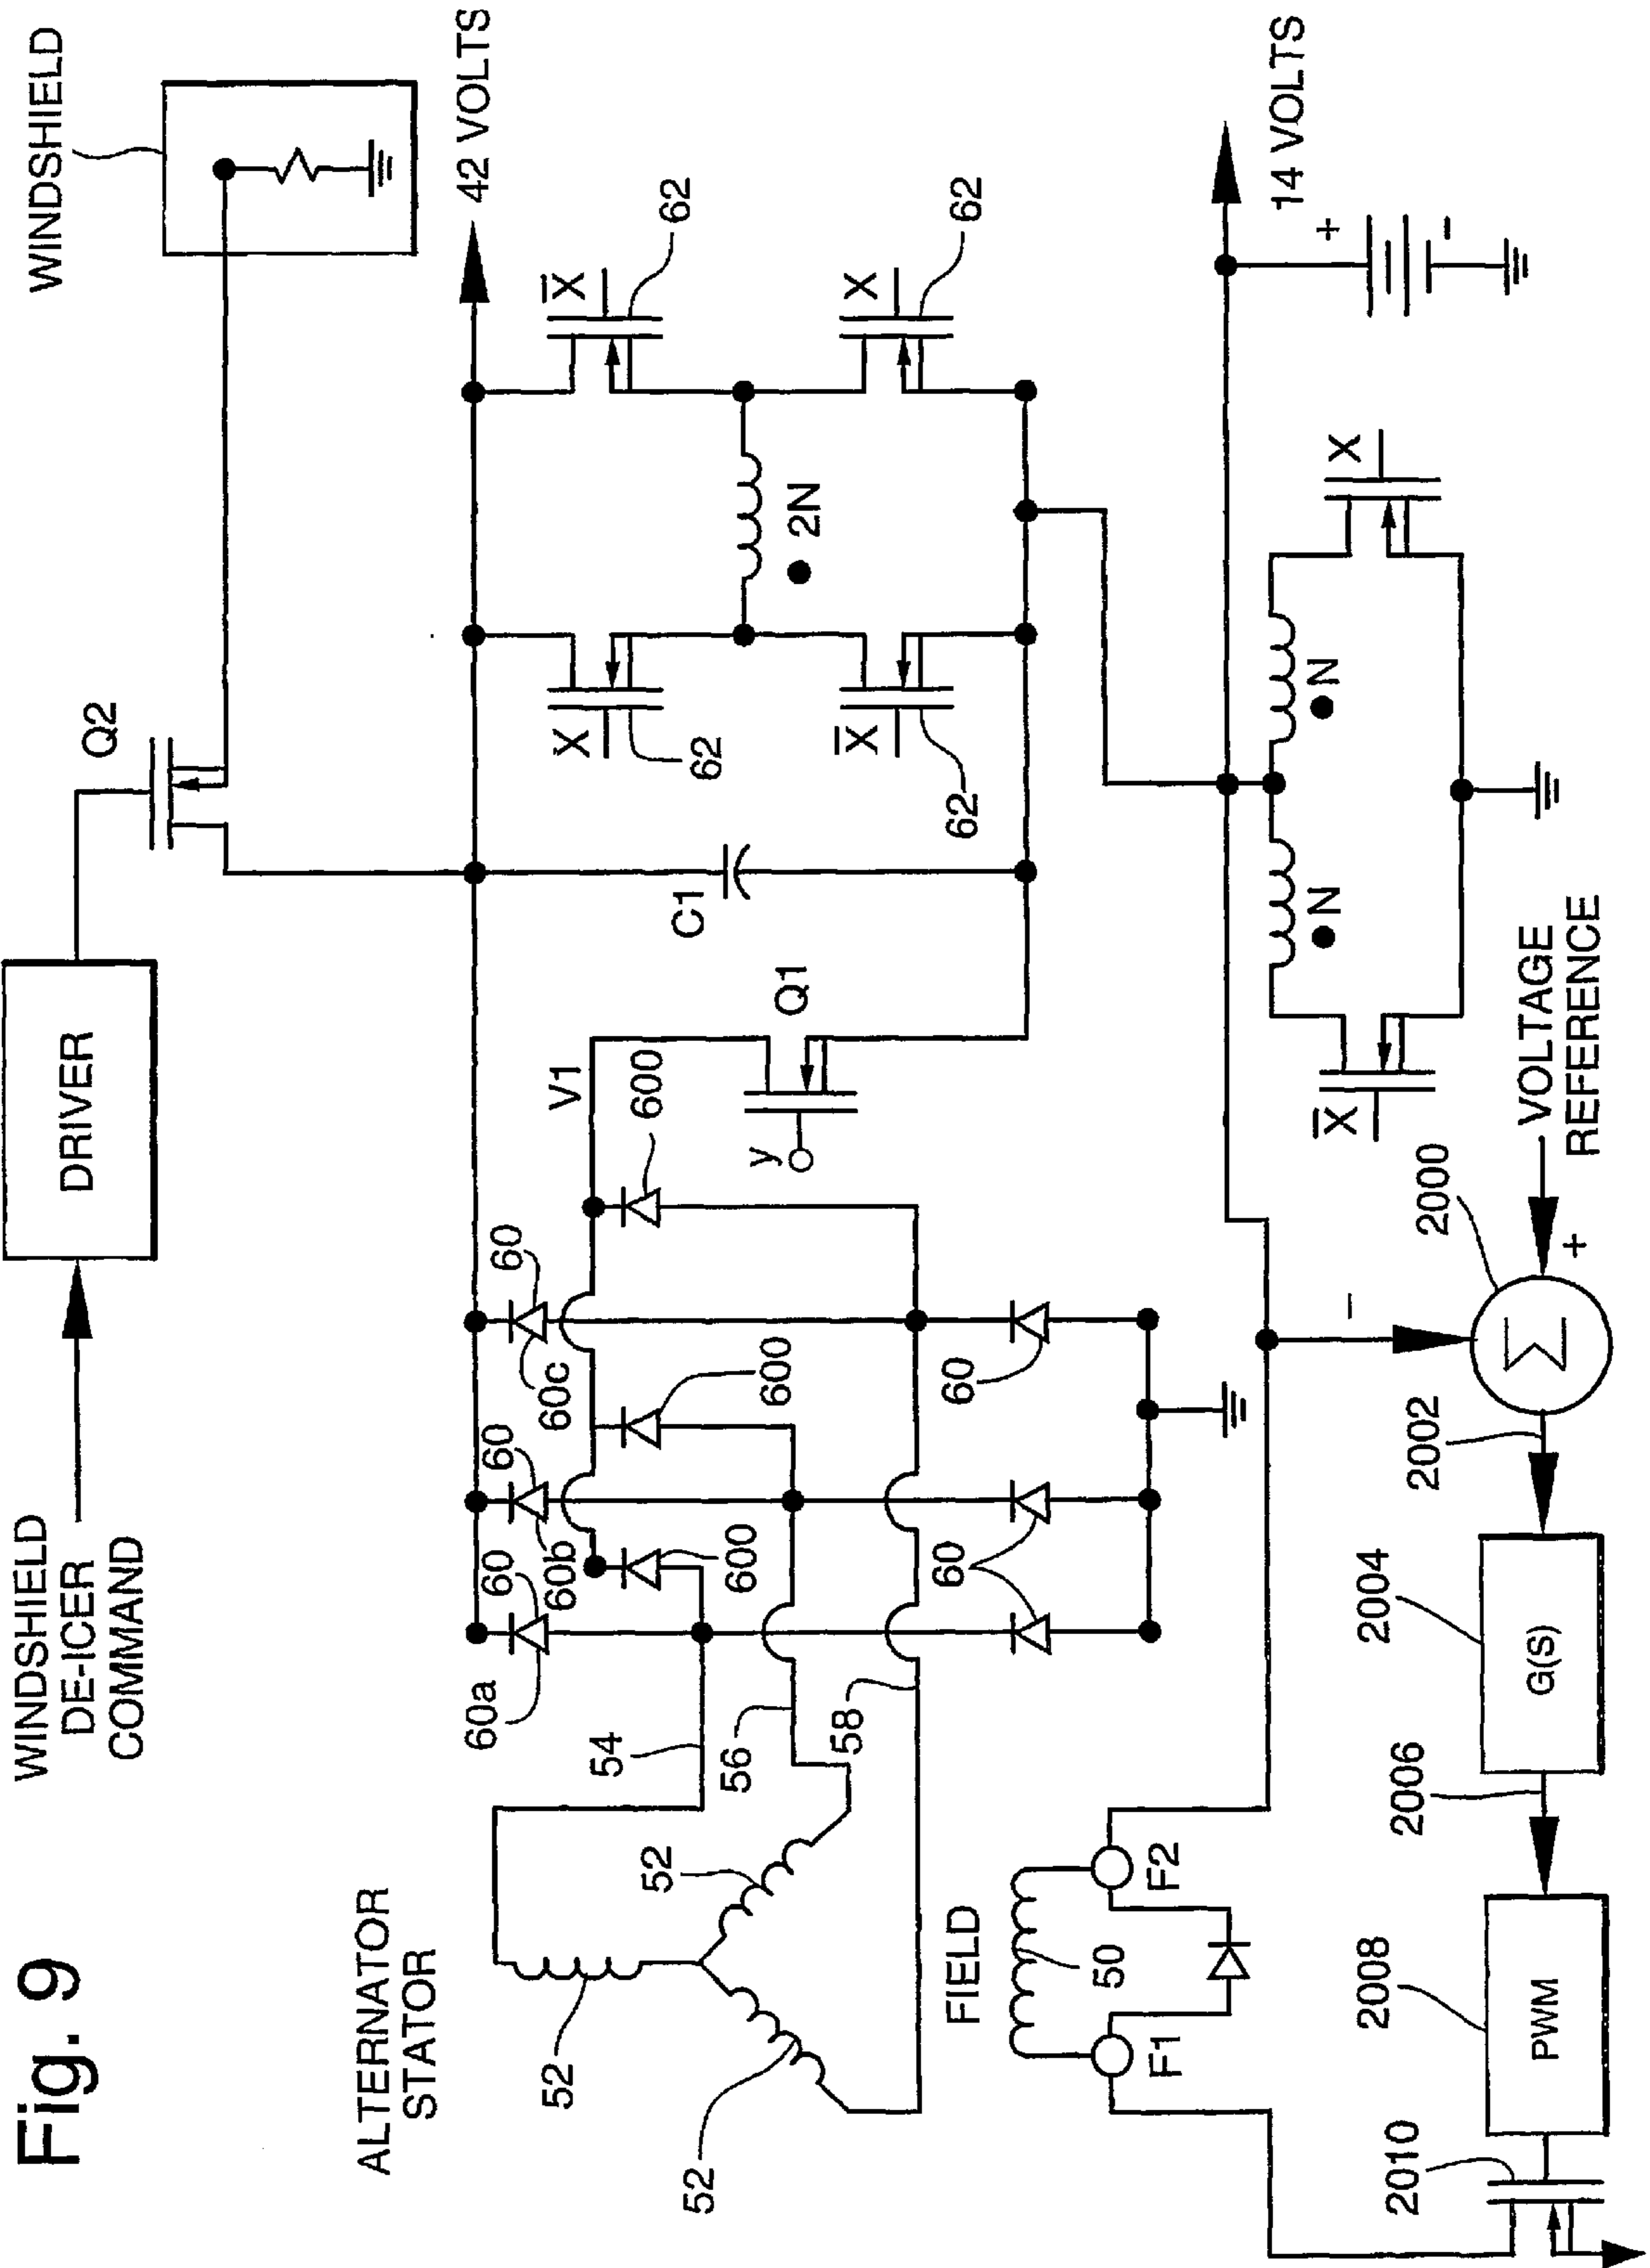 Fig. 9
WINDSHIELD
DE-ICER
COMMAND
DRIVER
Q2
WINDSHIELD
42 VOLTS
ALTERNATOR
STATOR
52
52
52
54
56
58
60a
60
60b
60
60c
60
600
600
600
60
60
V1
y
Q1
C1
X
62
X̅
62
X̅
62
X
62
2N
14 VOLTS
+
-
N
N
X̅
X
FIELD
50
F1
F2
VOLTAGE
REFERENCE
+
−
Σ
2000
2002
G(S)
2004
2006
PWM
2008
2010